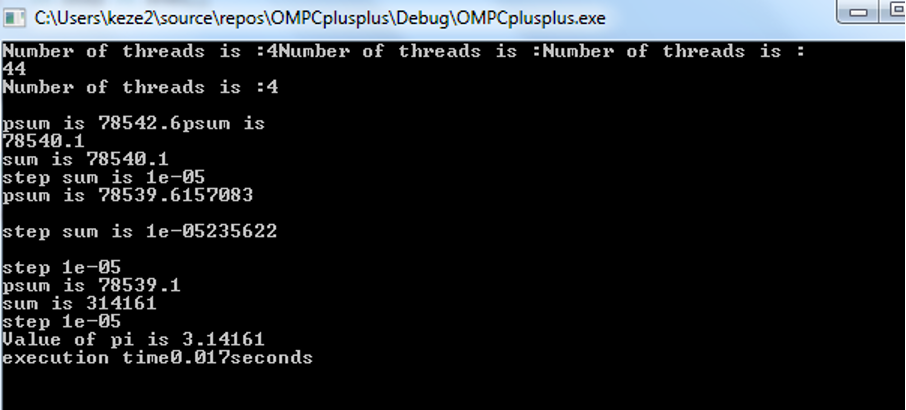 C:\Users\keze2\source\repos\OMPCplusplus\Debug\OMPCplusplus.exe
Number of threads is :4Number of threads is :Number of threads is :
44
Number of threads is :4
psum is 78542.6psum is
78540.1
sum is 78540.1
step sum is 1e-05
psum is 78539.6157083
step sum is 1e-05235622
step 1e-05
psum is 78539.1
sum is 314161
step 1e-05
Value of pi is 3.14161
execution time0.017seconds